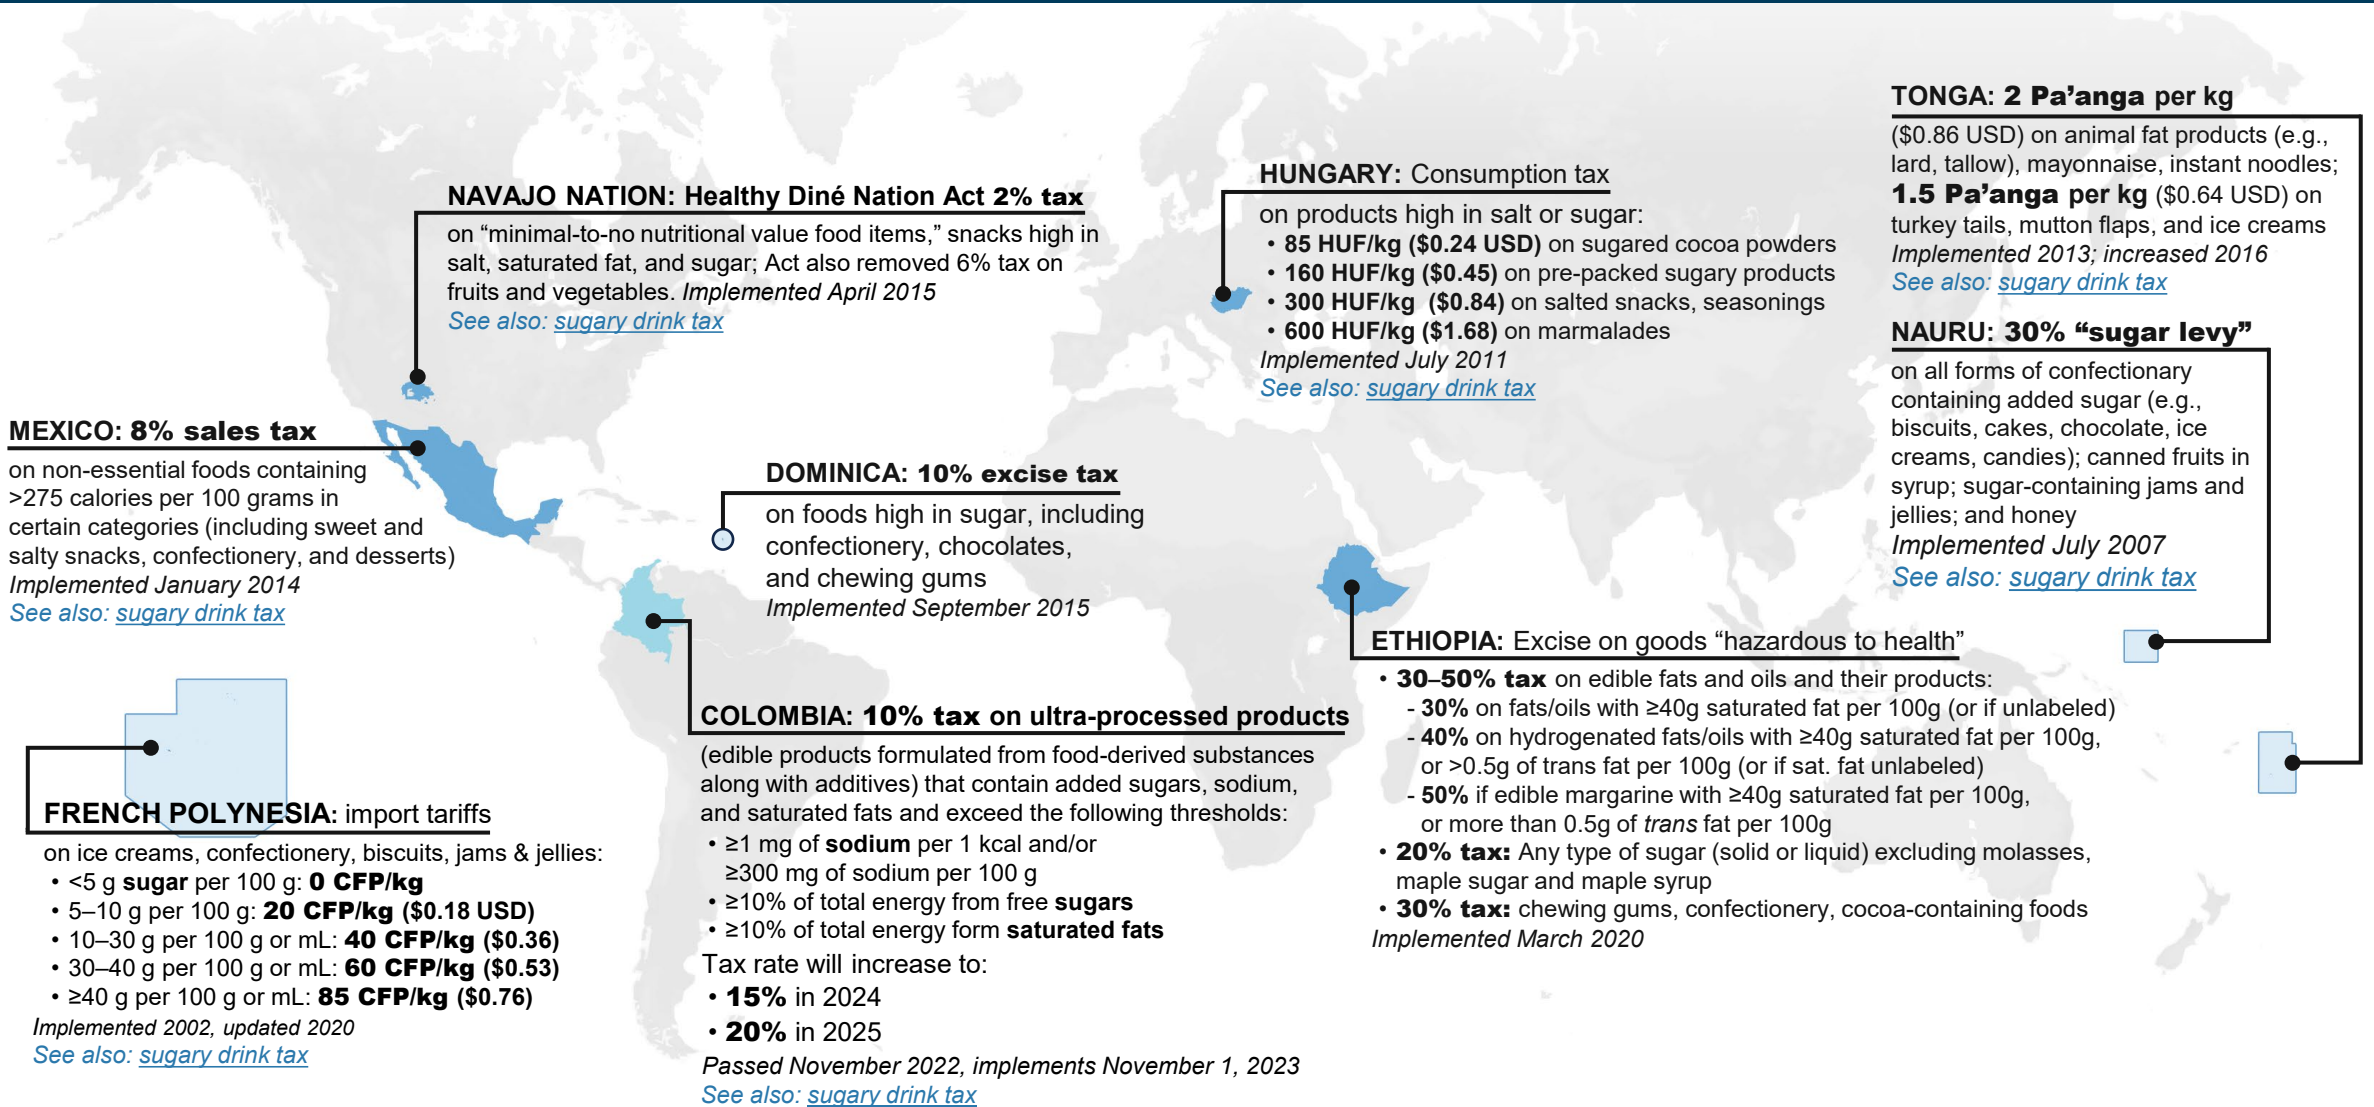 NAVAJO NATION: Healthy Diné Nation Act 2% tax
on “minimal-to-no nutritional value food items,” snacks high in
salt, saturated fat, and sugar; Act also removed 6% tax on
fruits and vegetables. Implemented April 2015
See also: sugary drink tax
MEXICO: 8% sales tax
on non-essential foods containing
>275 calories per 100 grams in
certain categories (including sweet and
salty snacks, confectionery, and desserts)
Implemented January 2014
See also: sugary drink tax
FRENCH POLYNESIA: import tariffs
on ice creams, confectionery, biscuits, jams & jellies:
• <5 g sugar per 100 g: 0 CFP/kg
• 5–10 g per 100 g: 20 CFP/kg ($0.18 USD)
• 10–30 g per 100 g or mL: 40 CFP/kg ($0.36)
• 30–40 g per 100 g or mL: 60 CFP/kg ($0.53)
• ≥40 g per 100 g or mL: 85 CFP/kg ($0.76)
Implemented 2002, updated 2020
See also: sugary drink tax
DOMINICA: 10% excise tax
on foods high in sugar, including
confectionery, chocolates,
and chewing gums
Implemented September 2015
COLOMBIA: 10% tax on ultra-processed products
(edible products formulated from food-derived substances
along with additives) that contain added sugars, sodium,
and saturated fats and exceed the following thresholds:
• ≥1 mg of sodium per 1 kcal and/or
≥300 mg of sodium per 100 g
• ≥10% of total energy from free sugars
• ≥10% of total energy form saturated fats
Tax rate will increase to:
• 15% in 2024
• 20% in 2025
Passed November 2022, implements November 1, 2023
See also: sugary drink tax
HUNGARY: Consumption tax
on products high in salt or sugar:
• 85 HUF/kg ($0.24 USD) on sugared cocoa powders
• 160 HUF/kg ($0.45) on pre-packed sugary products
• 300 HUF/kg ($0.84) on salted snacks, seasonings
• 600 HUF/kg ($1.68) on marmalades
Implemented July 2011
See also: sugary drink tax
ETHIOPIA: Excise on goods “hazardous to health”
• 30–50% tax on edible fats and oils and their products:
- 30% on fats/oils with ≥40g saturated fat per 100g (or if unlabeled)
- 40% on hydrogenated fats/oils with ≥40g saturated fat per 100g,
or >0.5g of trans fat per 100g (or if sat. fat unlabeled)
- 50% if edible margarine with ≥40g saturated fat per 100g,
or more than 0.5g of trans fat per 100g
• 20% tax: Any type of sugar (solid or liquid) excluding molasses,
maple sugar and maple syrup
• 30% tax: chewing gums, confectionery, cocoa-containing foods
Implemented March 2020
TONGA: 2 Pa’anga per kg
($0.86 USD) on animal fat products (e.g.,
lard, tallow), mayonnaise, instant noodles;
1.5 Pa’anga per kg ($0.64 USD) on
turkey tails, mutton flaps, and ice creams
Implemented 2013; increased 2016
See also: sugary drink tax
NAURU: 30% “sugar levy”
on all forms of confectionary
containing added sugar (e.g.,
biscuits, cakes, chocolate, ice
creams, candies); canned fruits in
syrup; sugar-containing jams and
jellies; and honey
Implemented July 2007
See also: sugary drink tax